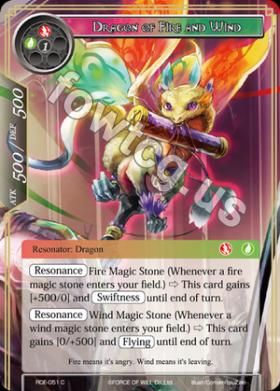 Dragon of Fire and Wind
1
ATK 500/DEF 500
fowtcg.us
Resonator: Dragon
Resonance Fire Magic Stone (Whenever a fire
magic stone enters your field.) ⇨ This card gains
[+500/0] and Swiftness until end of turn.
Resonance Wind Magic Stone (Whenever a
wind magic stone enters your field.) ⇨ This card
gains [0/+500] and Flying until end of turn.
Fire means it's angry. Wind means it's leaving.
RDE-051 C
©FORCE OF WILL Co.,Ltd.